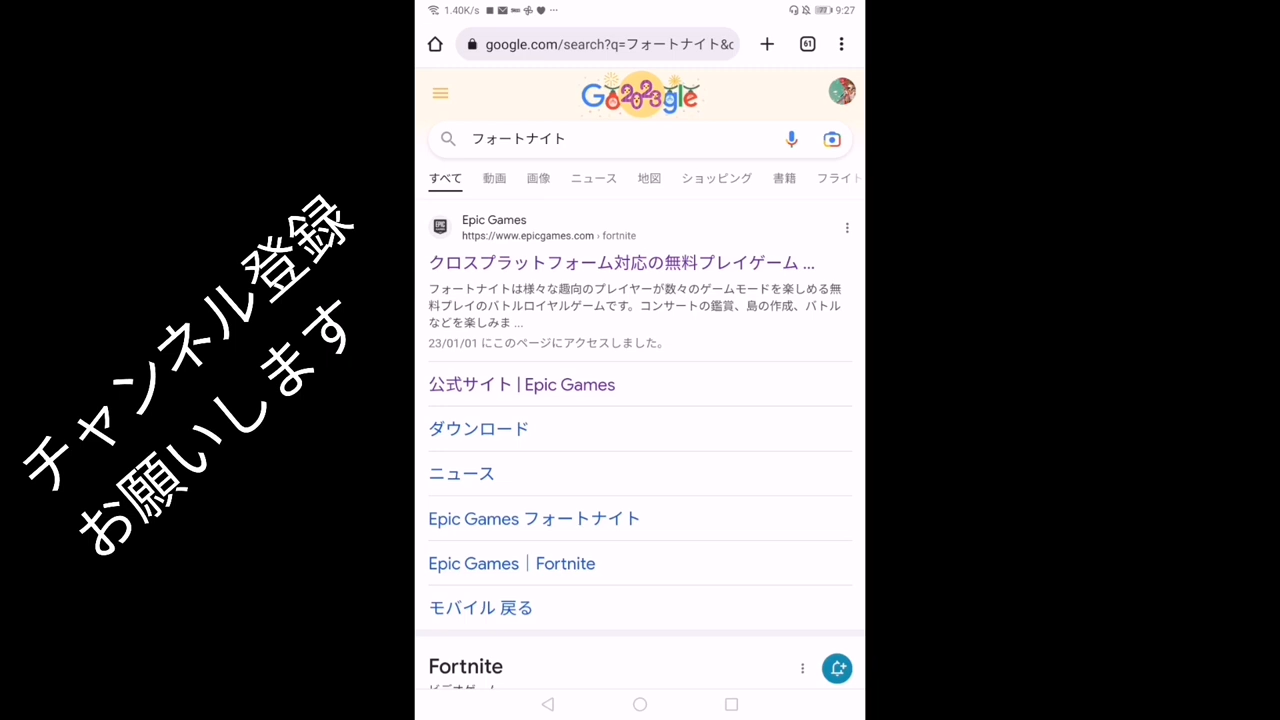 1.40K/s
9:27
google.com/search?q=フォートナイト&c
61
Go2023gle
フォートナイト
すべて 動画 画像 ニュース 地図 ショッピング 書籍 フライト
Epic Games
https://www.epicgames.com › fortnite
クロスプラットフォーム対応の無料プレイゲーム ...
フォートナイトは様々な趣向のプレイヤーが数々のゲームモードを楽しめる無
料プレイのバトルロイヤルゲームです。コンサートの鑑賞、島の作成、バトル
などを楽しみま ...
23/01/01 にこのページにアクセスしました。
公式サイト | Epic Games
ダウンロード
ニュース
Epic Games フォートナイト
Epic Games｜Fortnite
モバイル 戻る
Fortnite
チャンネル登録
お願いします